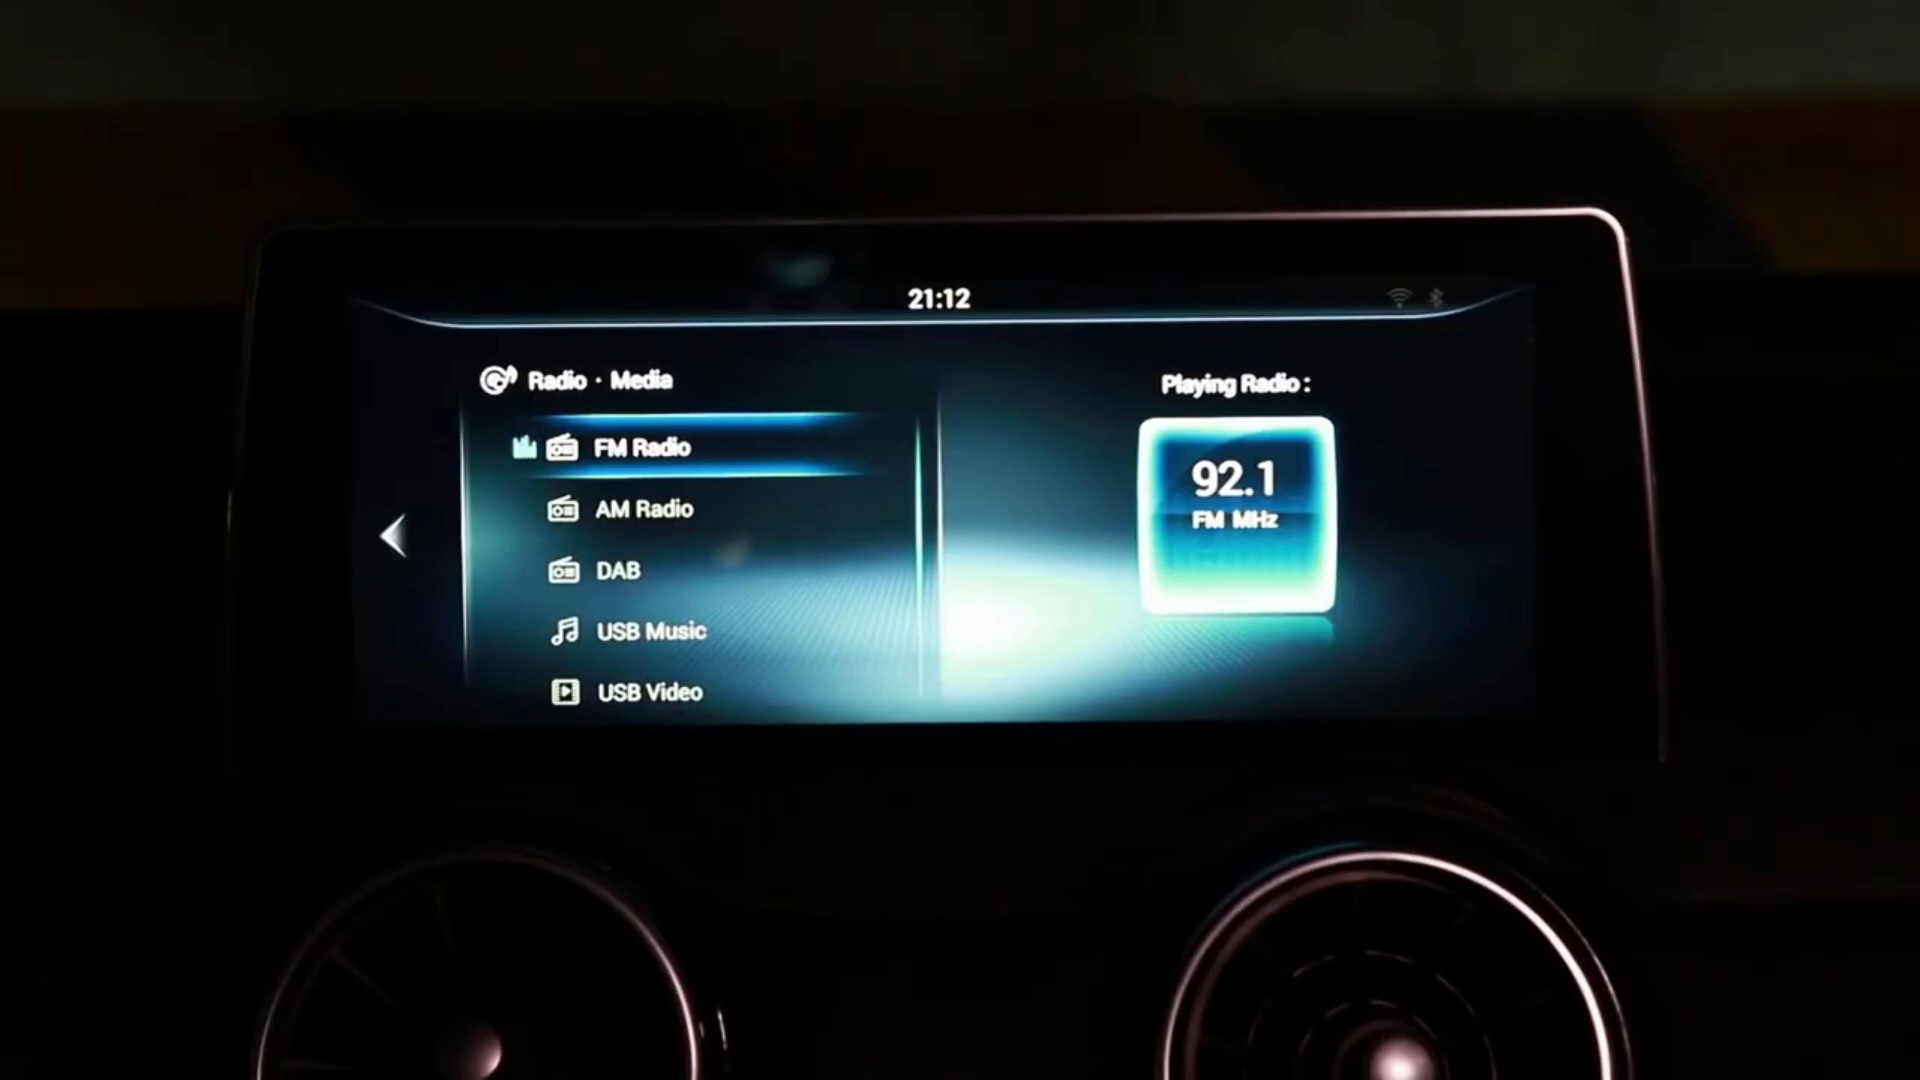 21:12
Radio · Media
FM Radio
AM Radio
DAB
USB Music
USB Video
Playing Radio :
92.1
FM MHz